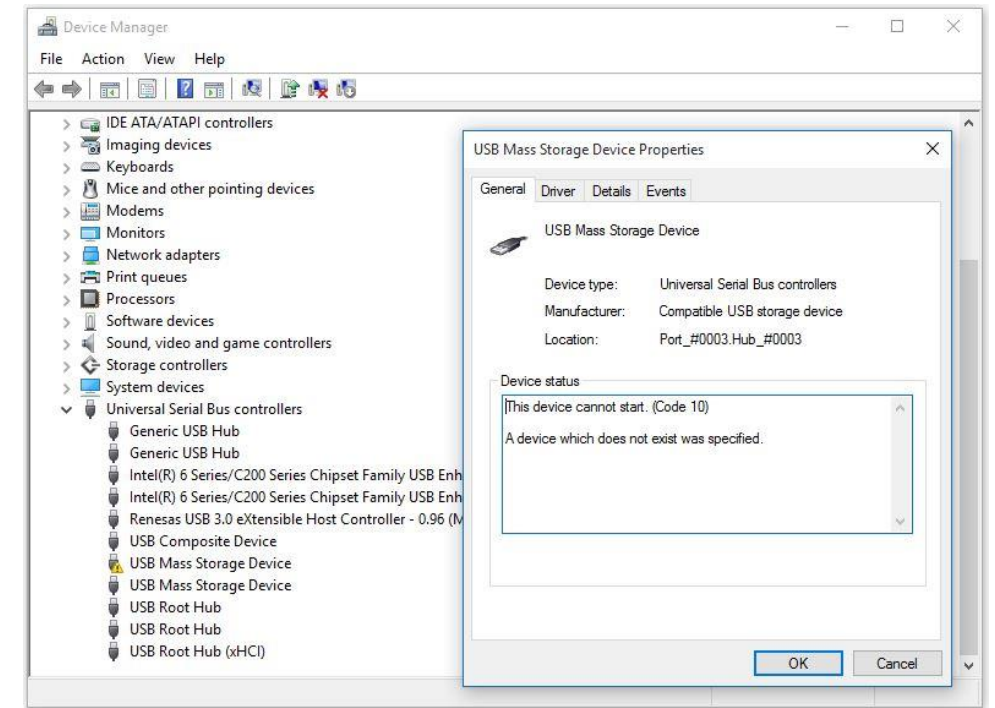 Device Manager
File Action View Help
IDE ATA/ATAPI controllers
Imaging devices
Keyboards
Mice and other pointing devices
Modems
Monitors
Network adapters
Print queues
Processors
Software devices
Sound, video and game controllers
Storage controllers
System devices
Universal Serial Bus controllers
Generic USB Hub
Generic USB Hub
Intel(R) 6 Series/C200 Series Chipset Family USB Enh
Intel(R) 6 Series/C200 Series Chipset Family USB Enh
Renesas USB 3.0 eXtensible Host Controller - 0.96 (M
USB Composite Device
USB Mass Storage Device
USB Mass Storage Device
USB Root Hub
USB Root Hub
USB Root Hub (xHCI)
USB Mass Storage Device Properties
General Driver Details Events
USB Mass Storage Device
Device type: Universal Serial Bus controllers
Manufacturer: Compatible USB storage device
Location: Port_#0003.Hub_#0003
Device status
This device cannot start. (Code 10)
A device which does not exist was specified.
OK Cancel